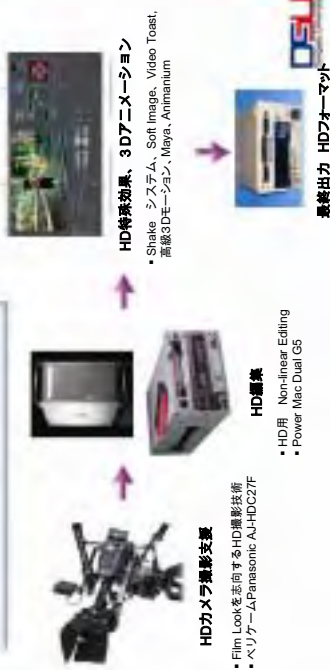 HDカメラ撮影支援
▪ Film Lookを志向するHD撮影技術
▪ ベリケームPanasonic AJ-HDC27F
HD編集
▪ HD用 Non-linear Editing
▪ Power Mac Dual G5
HD特殊効果、3Dアニメーション
▪ Shake システム、Soft Image、Video Toast、
高級3Dモーション、Maya、Animanium
最終出力 HDフォーマット